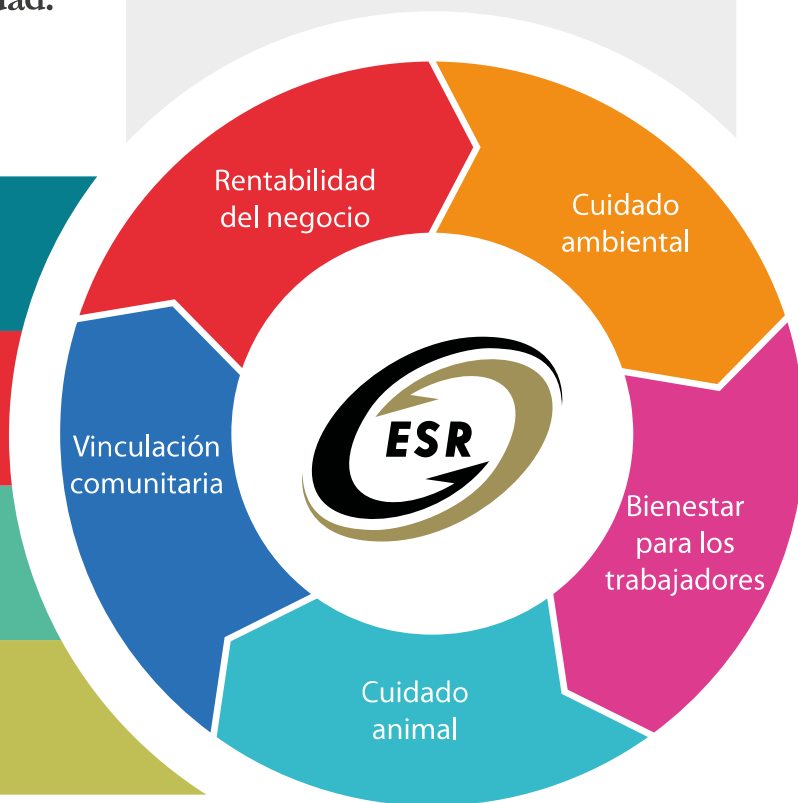 Rentabilidad
del negocio
Cuidado
ambiental
Vinculación
comunitaria
ESR
Bienestar
para los
trabajadores
Cuidado
animal